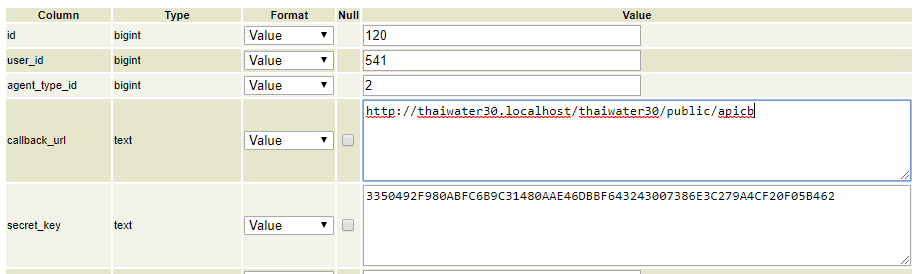 Column Type Format Null Value
id bigint Value 120
user_id bigint Value 541
agent_type_id bigint Value 2
callback_url text Value http://thaiwater30.localhost/thaiwater30/public/apicb
secret_key text Value 3350492F980ABFC6B9C31480AAE46DBBF643243007386E3C279A4CF20F05B462